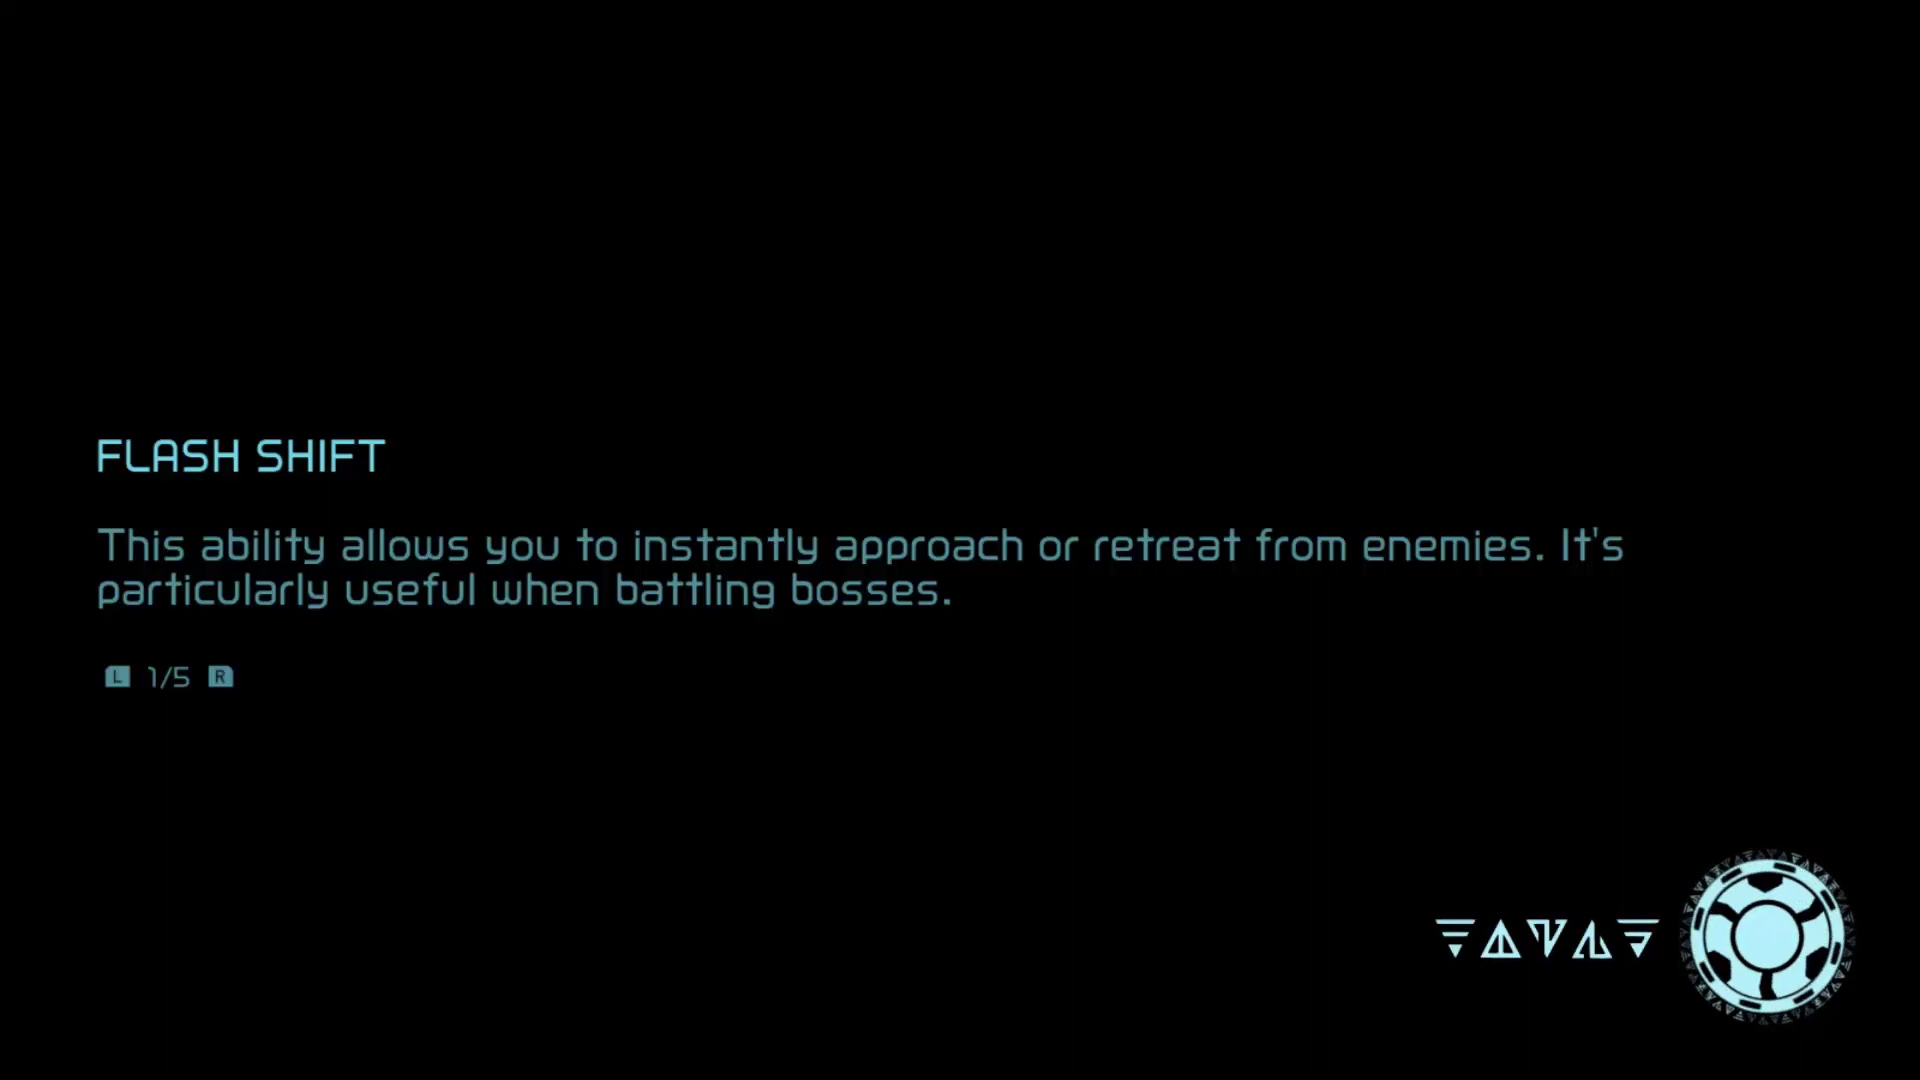 FLASH SHIFT
This ability allows you to instantly approach or retreat from enemies. It's
particularly useful when battling bosses.
L 1/5 R